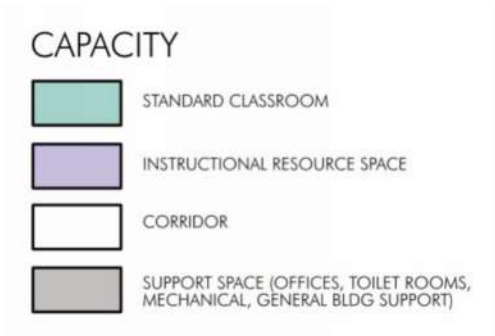 CAPACITY
STANDARD CLASSROOM
INSTRUCTIONAL RESOURCE SPACE
CORRIDOR
SUPPORT SPACE (OFFICES, TOILET ROOMS,
MECHANICAL, GENERAL BLDG SUPPORT)